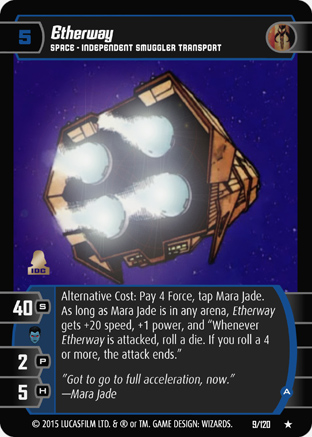 5
Etherway
SPACE - INDEPENDENT SMUGGLER TRANSPORT
IDC
40 S
2 P
5 H
Alternative Cost: Pay 4 Force, tap Mara Jade.
As long as Mara Jade is in any arena, Etherway
gets +20 speed, +1 power, and “Whenever
Etherway is attacked, roll a die. If you roll a 4
or more, the attack ends.”
“Got to go to full acceleration, now.”
—Mara Jade
A
© 2015 LUCASFILM LTD. & ® or TM. GAME DESIGN: WIZARDS.
9/120 ★